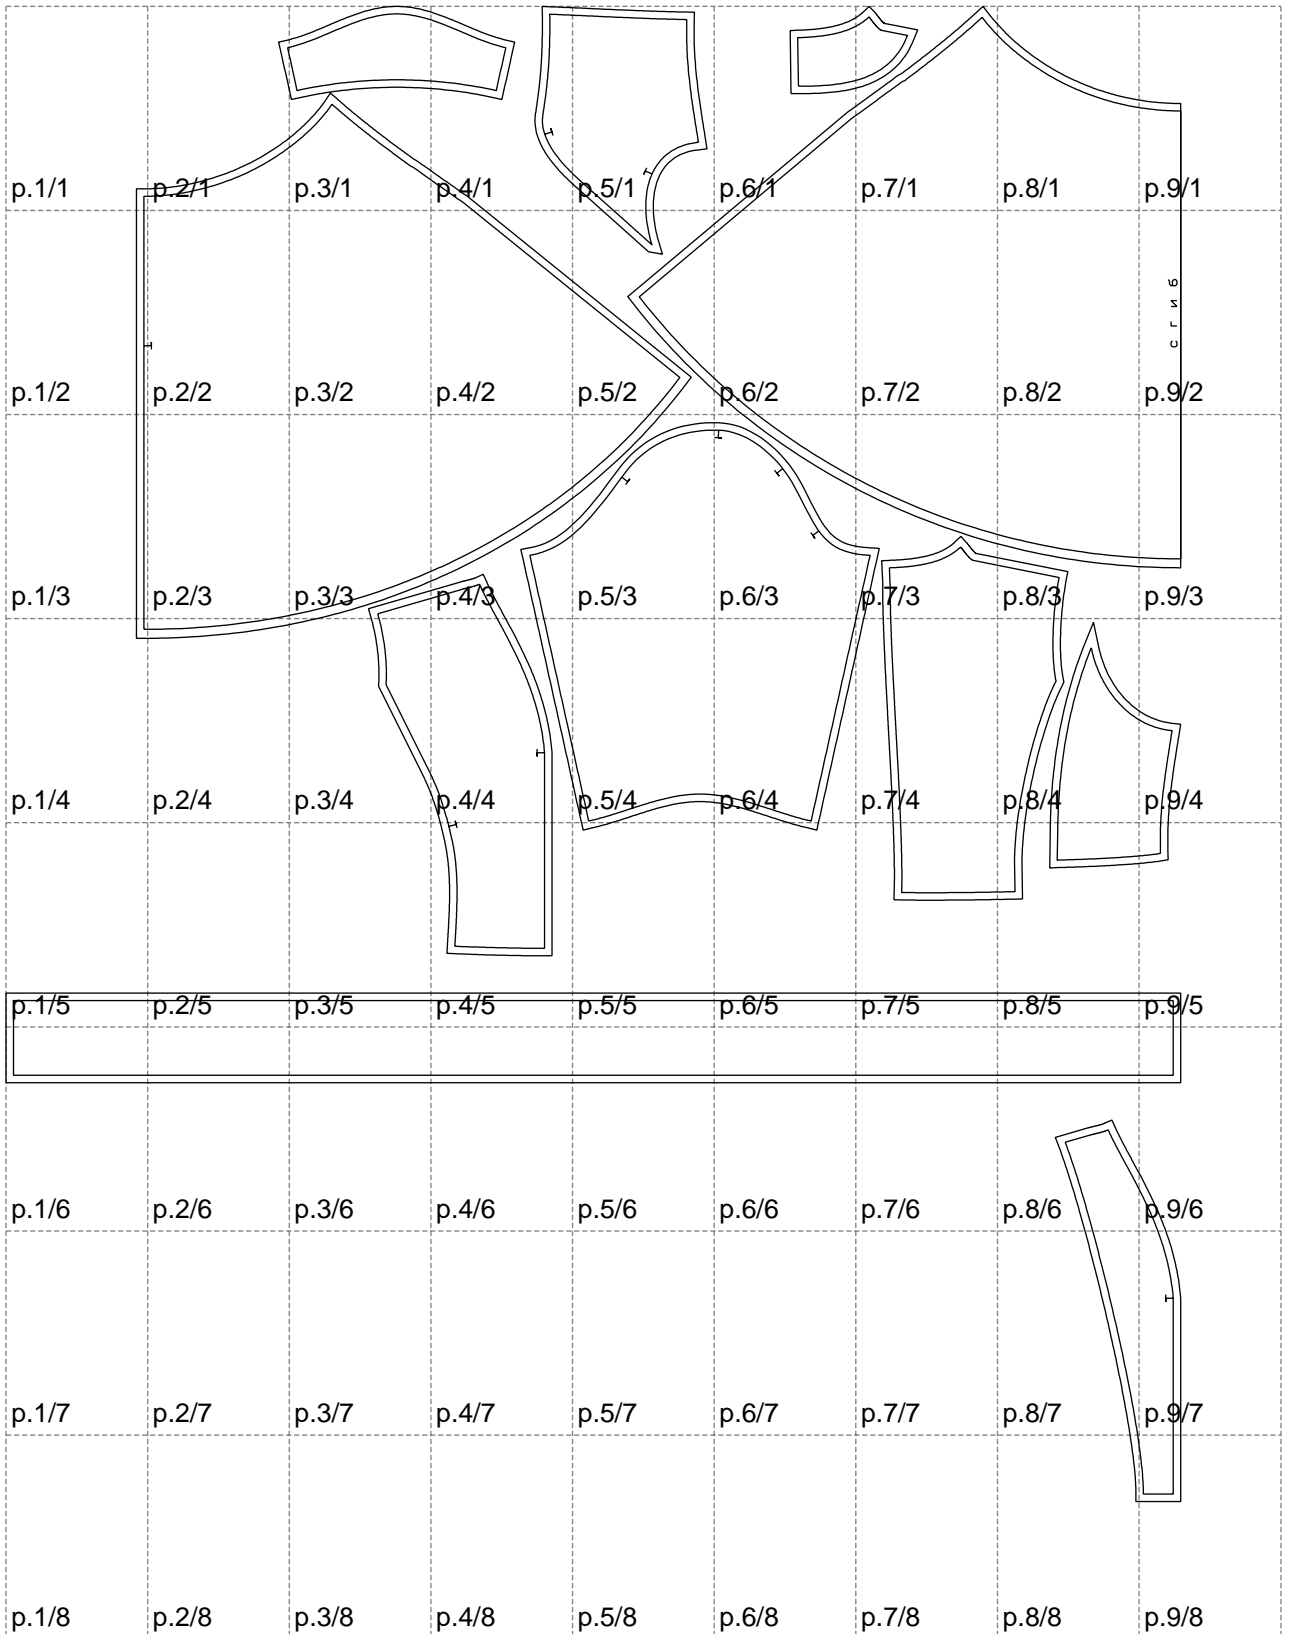 p.1/1 p.2/1 p.3/1 p.4/1 p.5/1 p.6/1 p.7/1 p.8/1 p.9/1
сгиб
p.1/2 p.2/2 p.3/2 p.4/2 p.5/2 p.6/2 p.7/2 p.8/2 p.9/2
p.1/3 p.2/3 p.3/3 p.4/3 p.5/3 p.6/3 p.7/3 p.8/3 p.9/3
p.1/4 p.2/4 p.3/4 p.4/4 p.5/4 p.6/4 p.7/4 p.8/4 p.9/4
p.1/5 p.2/5 p.3/5 p.4/5 p.5/5 p.6/5 p.7/5 p.8/5 p.9/5
p.1/6 p.2/6 p.3/6 p.4/6 p.5/6 p.6/6 p.7/6 p.8/6 p.9/6
p.1/7 p.2/7 p.3/7 p.4/7 p.5/7 p.6/7 p.7/7 p.8/7 p.9/7
p.1/8 p.2/8 p.3/8 p.4/8 p.5/8 p.6/8 p.7/8 p.8/8 p.9/8